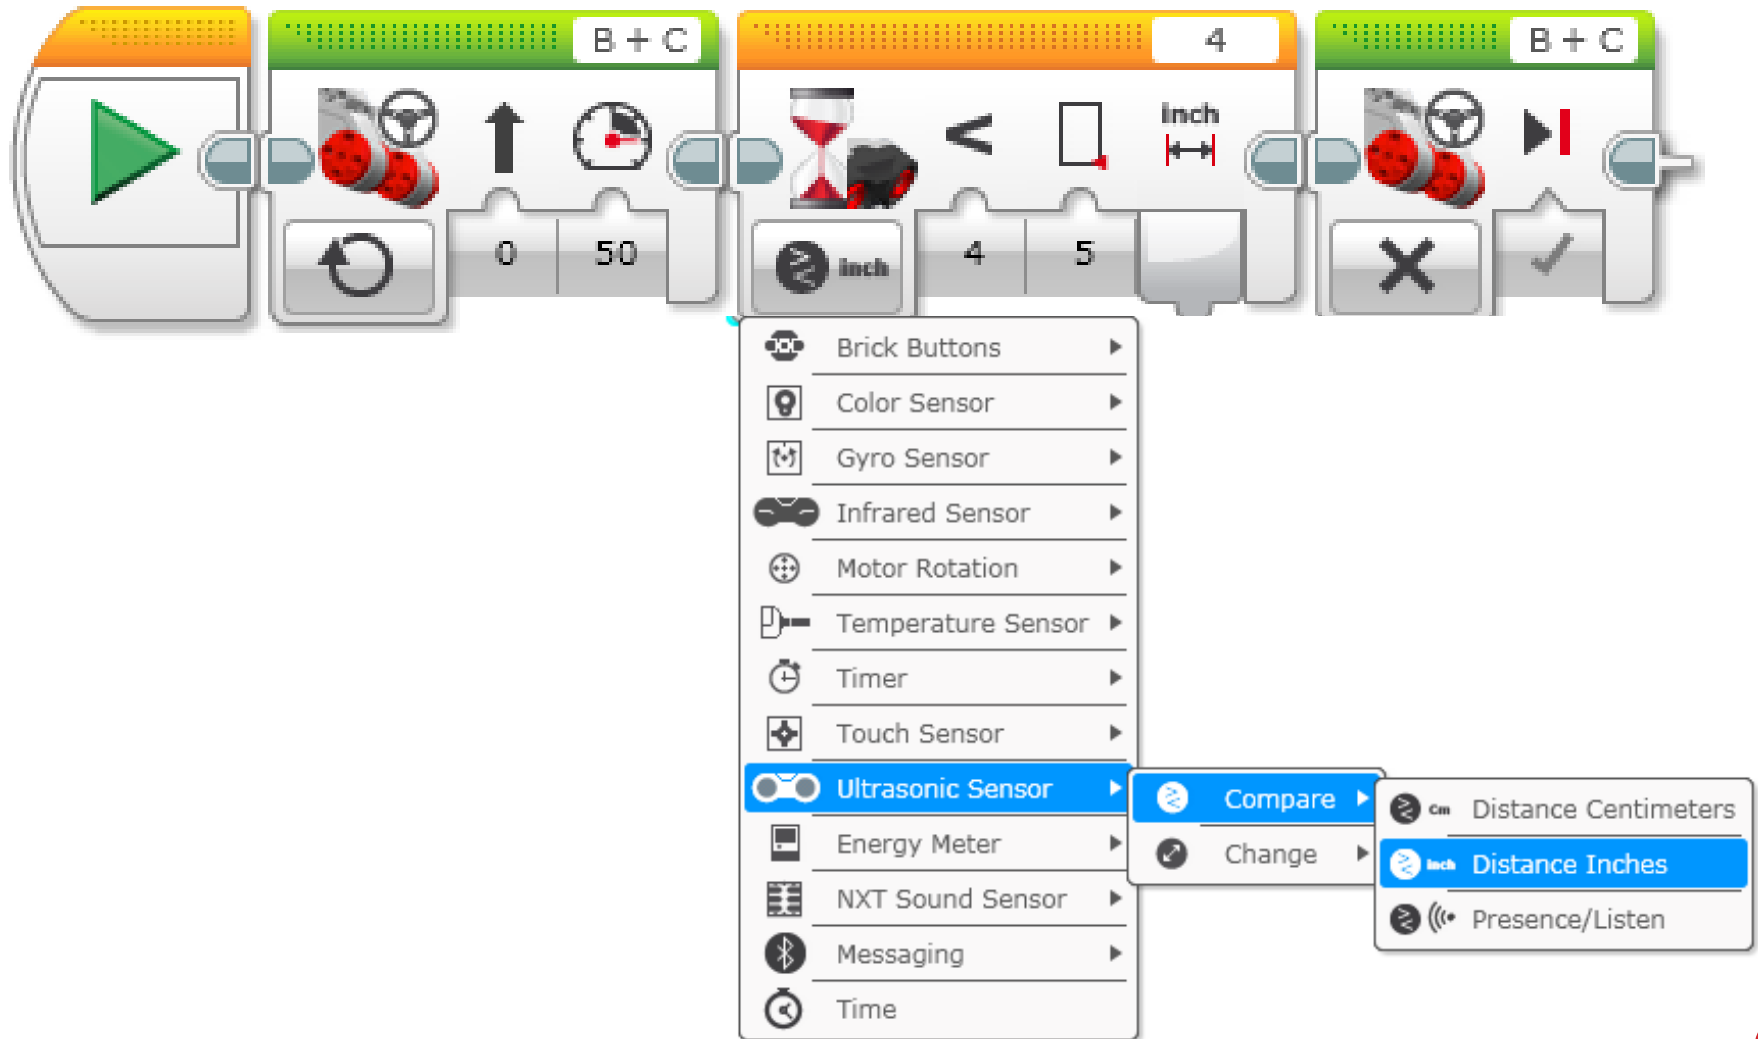 B + C
4
B + C
inch
0
50
inch
4
5
Brick Buttons
Color Sensor
Gyro Sensor
Infrared Sensor
Motor Rotation
Temperature Sensor
Timer
Touch Sensor
Ultrasonic Sensor
Compare
cm Distance Centimeters
Energy Meter
Change
inch Distance Inches
NXT Sound Sensor
Presence/Listen
Messaging
Time